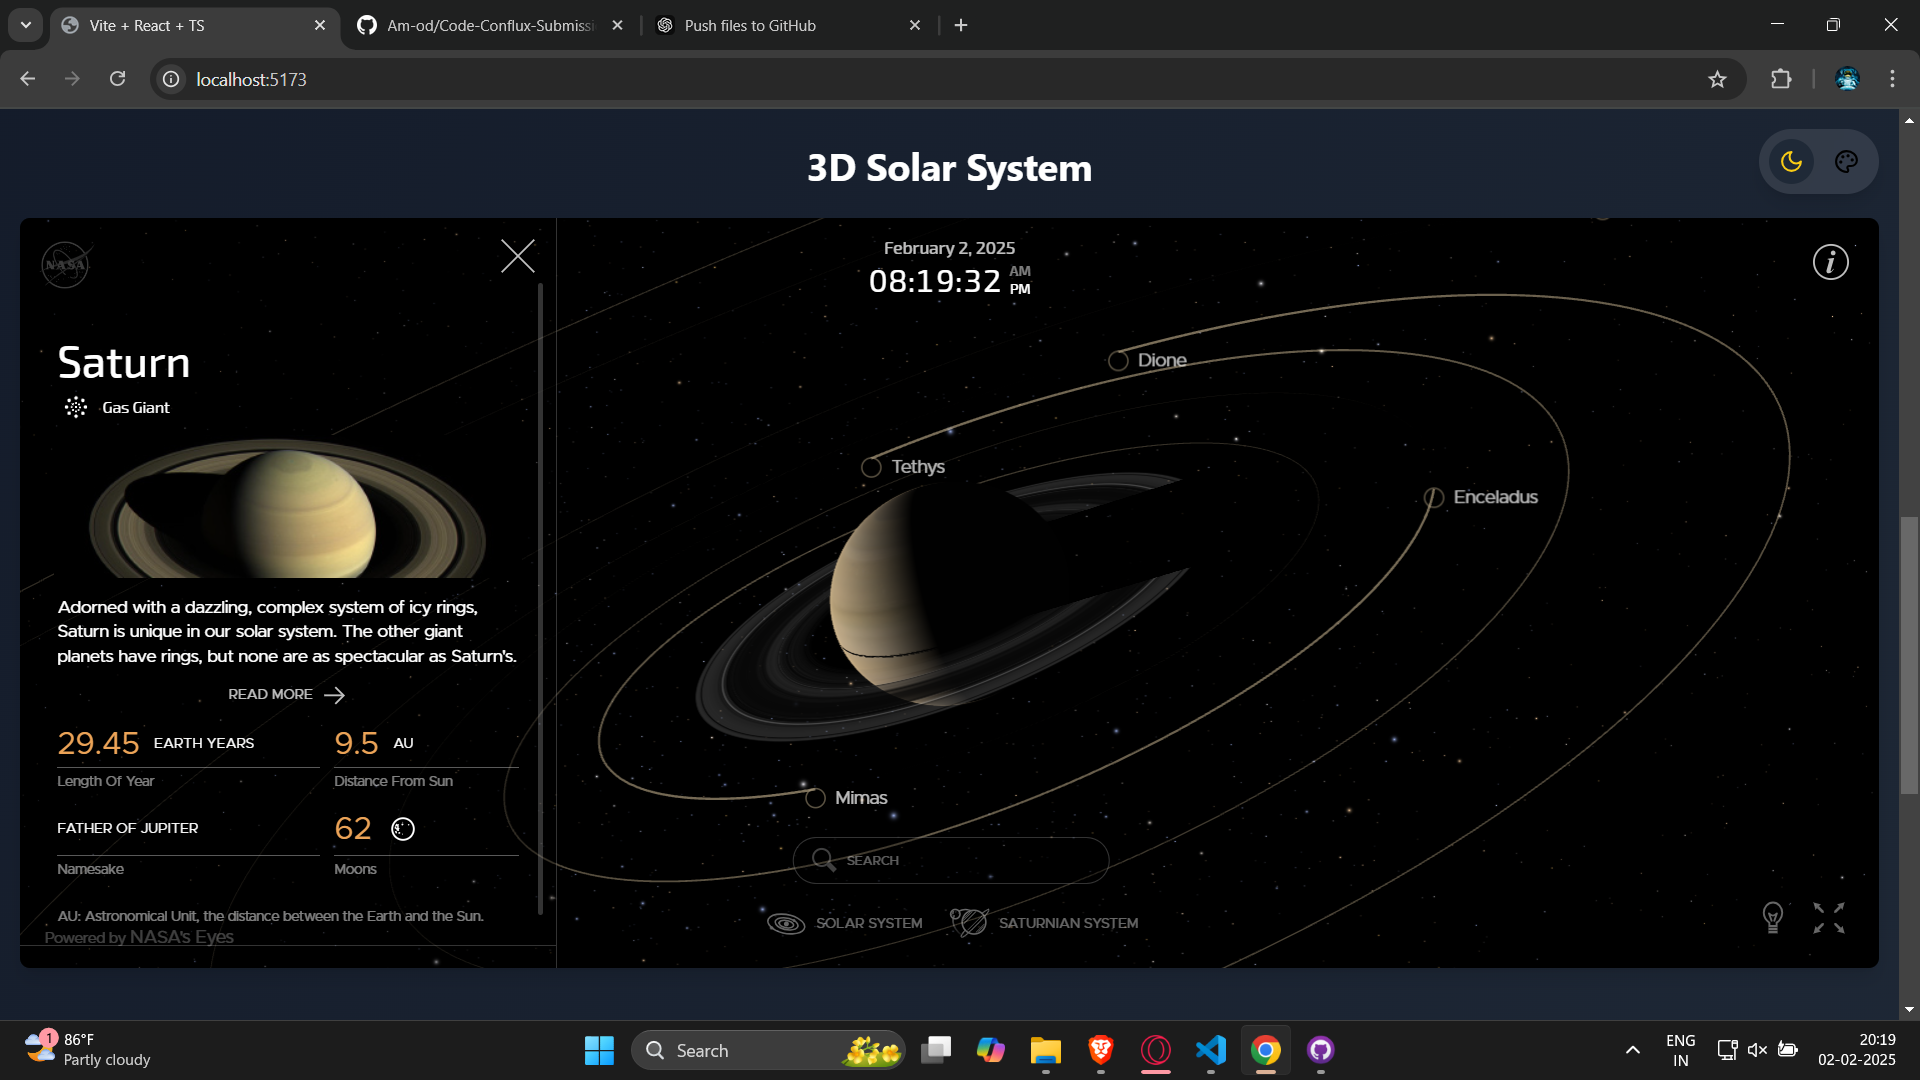 Vite + React + TS
Am-od/Code-Conflux-Submissi
Push files to GitHub
localhost:5173
3D Solar System
NASA
February 2, 2025
08:19:32 AM PM
Saturn
Gas Giant
Dione
Tethys
Enceladus
Adorned with a dazzling, complex system of icy rings,
Saturn is unique in our solar system. The other giant
planets have rings, but none are as spectacular as Saturn's.
READ MORE
29.45 EARTH YEARS
Length Of Year
9.5 AU
Distance From Sun
FATHER OF JUPITER
Namesake
62
Moons
AU: Astronomical Unit, the distance between the Earth and the Sun.
Powered by NASA's Eyes
Mimas
SEARCH
SOLAR SYSTEM
SATURNIAN SYSTEM
1
86°F
Partly cloudy
Search
ENG
IN
20:19
02-02-2025